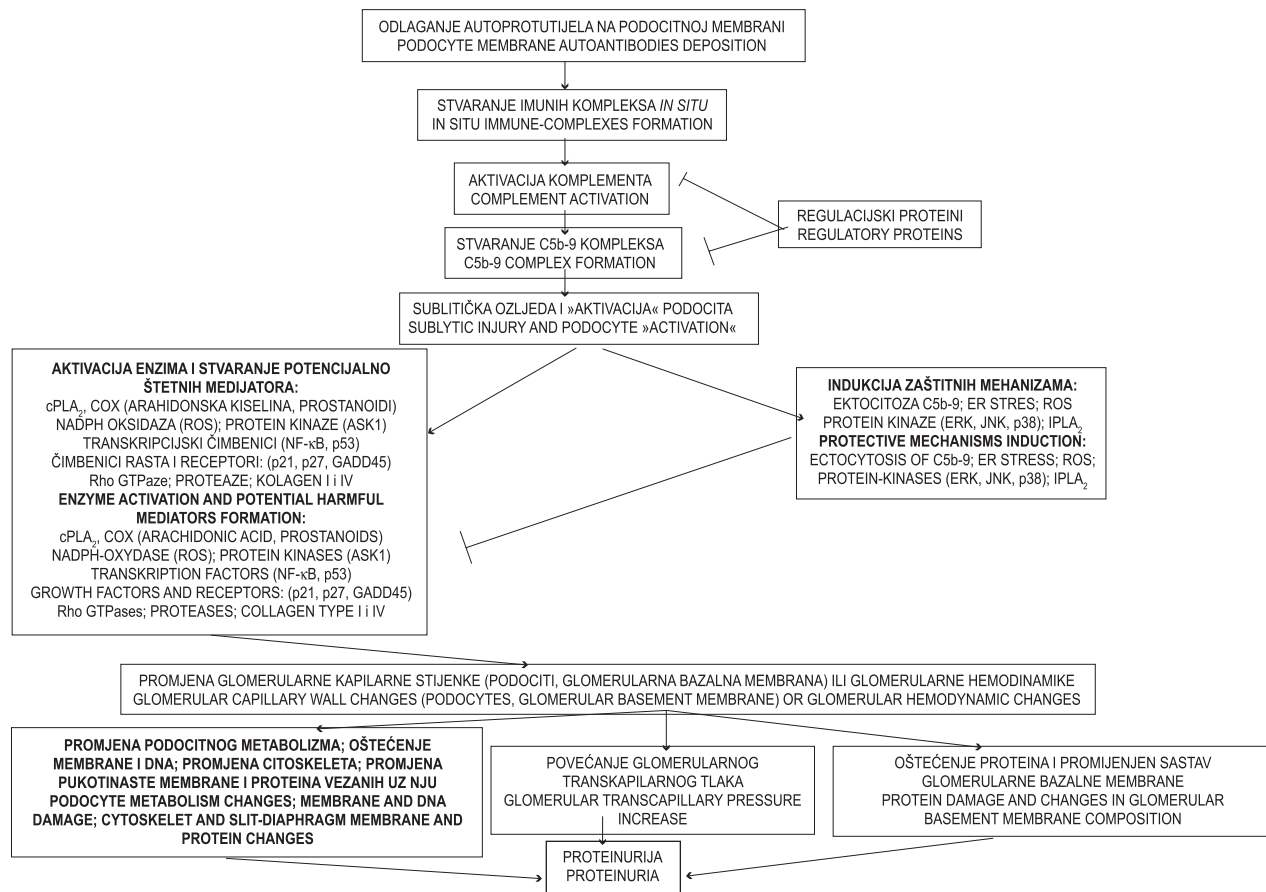 ODLAGANJE AUTOPROTUTIJELA NA PODOCITNOJ MEMBRANI
PODOCYTE MEMBRANE AUTOANTIBODIES DEPOSITION
STVARANJE IMUNIH KOMPLEKSA IN SITU
IN SITU IMMUNE-COMPLEXES FORMATION
AKTIVACIJA KOMPLEMENTA
COMPLEMENT ACTIVATION
REGULACIJSKI PROTEINI
REGULATORY PROTEINS
STVARANJE C5b-9 KOMPLEKSA
C5b-9 COMPLEX FORMATION
SUBLITIČKA OZLJEDA I »AKTIVACIJA« PODOCITA
SUBLYTIC INJURY AND PODOCYTE »ACTIVATION«
AKTIVACIJA ENZIMA I STVARANJE POTENCIJALNO
ŠTETNIH MEDIJATORA:
cPLA₂, COX (ARAHIDONSKA KISELINA, PROSTANOIDI)
NADPH OKSIDAZA (ROS); PROTEIN KINAZE (ASK1)
TRANSKRIPCIJSKI ČIMBENICI (NF-κB, p53)
ČIMBENICI RASTA I RECEPTORI: (p21, p27, GADD45)
Rho GTPaze; PROTEAZE; KOLAGEN I i IV
ENZYME ACTIVATION AND POTENTIAL HARMFUL
MEDIATORS FORMATION:
cPLA₂, COX (ARACHIDONIC ACID, PROSTANOIDS)
NADPH-OXYDASE (ROS); PROTEIN KINASES (ASK1)
TRANSKRIPTION FACTORS (NF-κB, p53)
GROWTH FACTORS AND RECEPTORS: (p21, p27, GADD45)
Rho GTPases; PROTEASES; COLLAGEN TYPE I i IV
INDUKCIJA ZAŠTITNIH MEHANIZAMA:
EKTOCITOZA C5b-9; ER STRES; ROS
PROTEIN KINAZE (ERK, JNK, p38); IPLA₂
PROTECTIVE MECHANISMS INDUCTION:
ECTOCYTOSIS OF C5b-9; ER STRESS; ROS;
PROTEIN-KINASES (ERK, JNK, p38); IPLA₂
PROMJENA GLOMERULARNE KAPILARNE STIJENKE (PODOCITI, GLOMERULARNA BAZALNA MEMBRANA) ILI GLOMERULARNE HEMODINAMIKE
GLOMERULAR CAPILLARY WALL CHANGES (PODOCYTES, GLOMERULAR BASEMENT MEMBRANE) OR GLOMERULAR HEMODYNAMIC CHANGES
PROMJENA PODOCITNOG METABOLIZMA; OŠTEĆENJE
MEMBRANE I DNA; PROMJENA CITOSKELETA; PROMJENA
PUKOTINASTE MEMBRANE I PROTEINA VEZANIH UZ NJU
PODOCYTE METABOLISM CHANGES; MEMBRANE AND DNA
DAMAGE; CYTOSKELET AND SLIT-DIAPHRAGM MEMBRANE AND
PROTEIN CHANGES
POVEĆANJE GLOMERULARNOG
TRANSKAPILARNOG TLAKA
GLOMERULAR TRANSCAPILLARY PRESSURE
INCREASE
OŠTEĆENJE PROTEINA I PROMIJENJEN SASTAV
GLOMERULARNE BAZALNE MEMBRANE
PROTEIN DAMAGE AND CHANGES IN GLOMERULAR
BASEMENT MEMBRANE COMPOSITION
PROTEINURIJA
PROTEINURIA